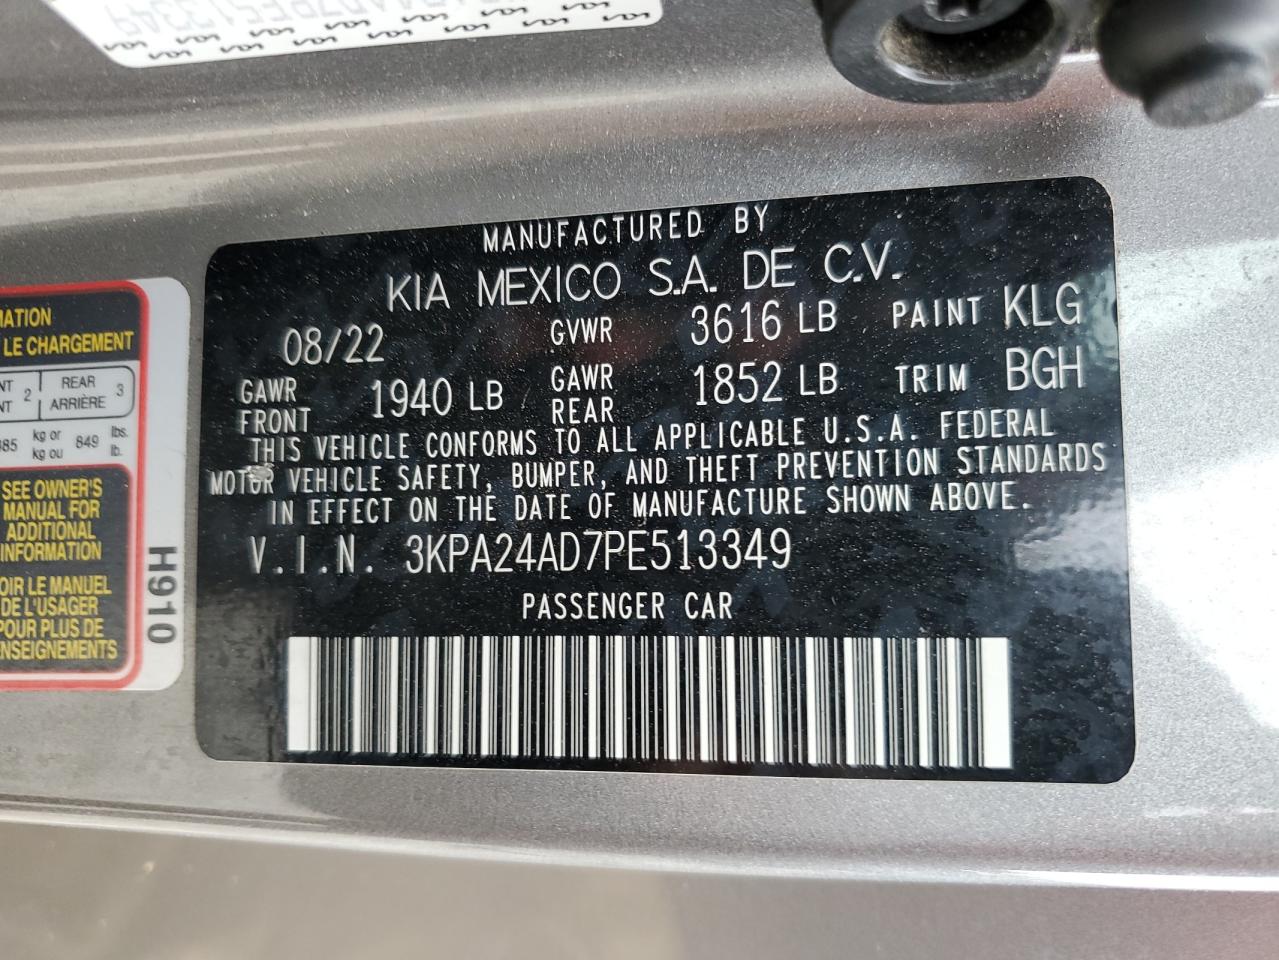 MANUFACTURED BY
KIA MEXICO S.A. DE C.V.
08/22 GVWR 3616 LB PAINT KLG
GAWR FRONT 1940 LB GAWR REAR 1852 LB TRIM BGH
THIS VEHICLE CONFORMS TO ALL APPLICABLE U.S.A. FEDERAL
MOTOR VEHICLE SAFETY, BUMPER, AND THEFT PREVENTION STANDARDS
IN EFFECT ON THE DATE OF MANUFACTURE SHOWN ABOVE.
V.I.N. 3KPA24AD7PE513349
PASSENGER CAR
LE CHARGEMENT
2 REAR 3
ARRIÈRE
kg or 849 lbs.
kg ou lb.
SEE OWNER'S
MANUAL FOR
ADDITIONAL
INFORMATION
LE MANUEL
DE L'USAGER
POUR PLUS DE
H910